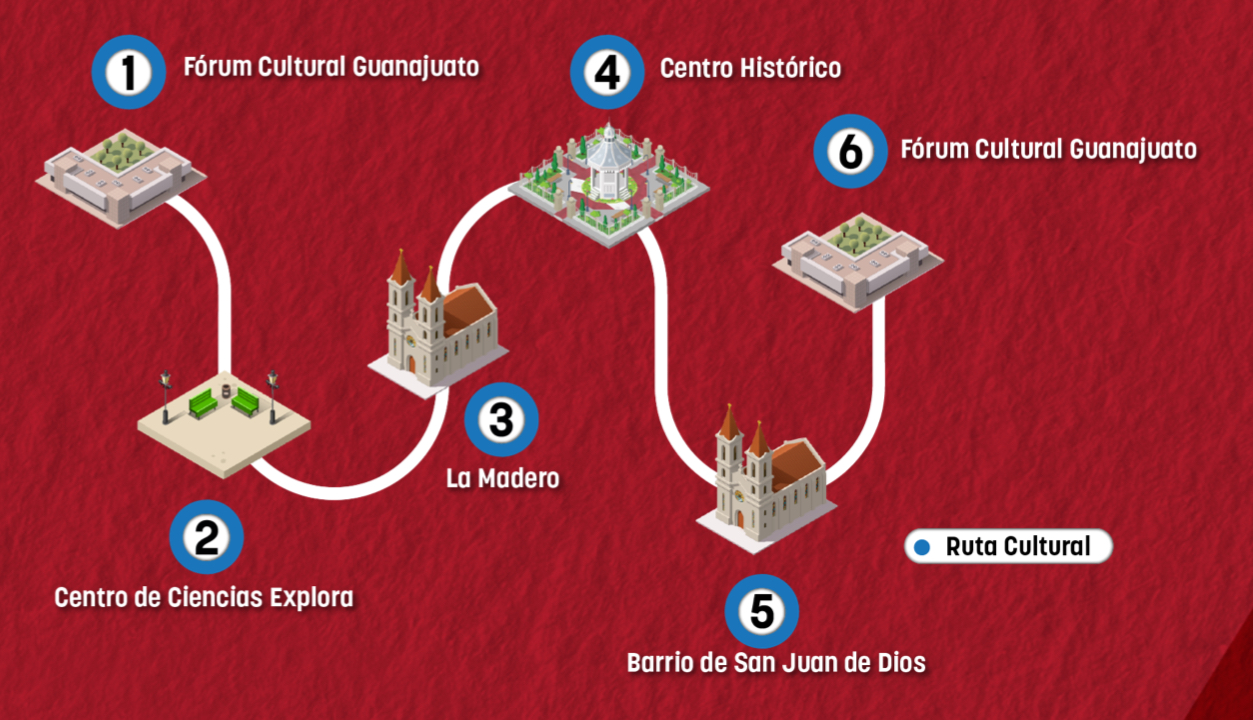 1
Fórum Cultural Guanajuato
2
Centro de Ciencias Explora
3
La Madero
4
Centro Histórico
5
Barrio de San Juan de Dios
6
Fórum Cultural Guanajuato
Ruta Cultural